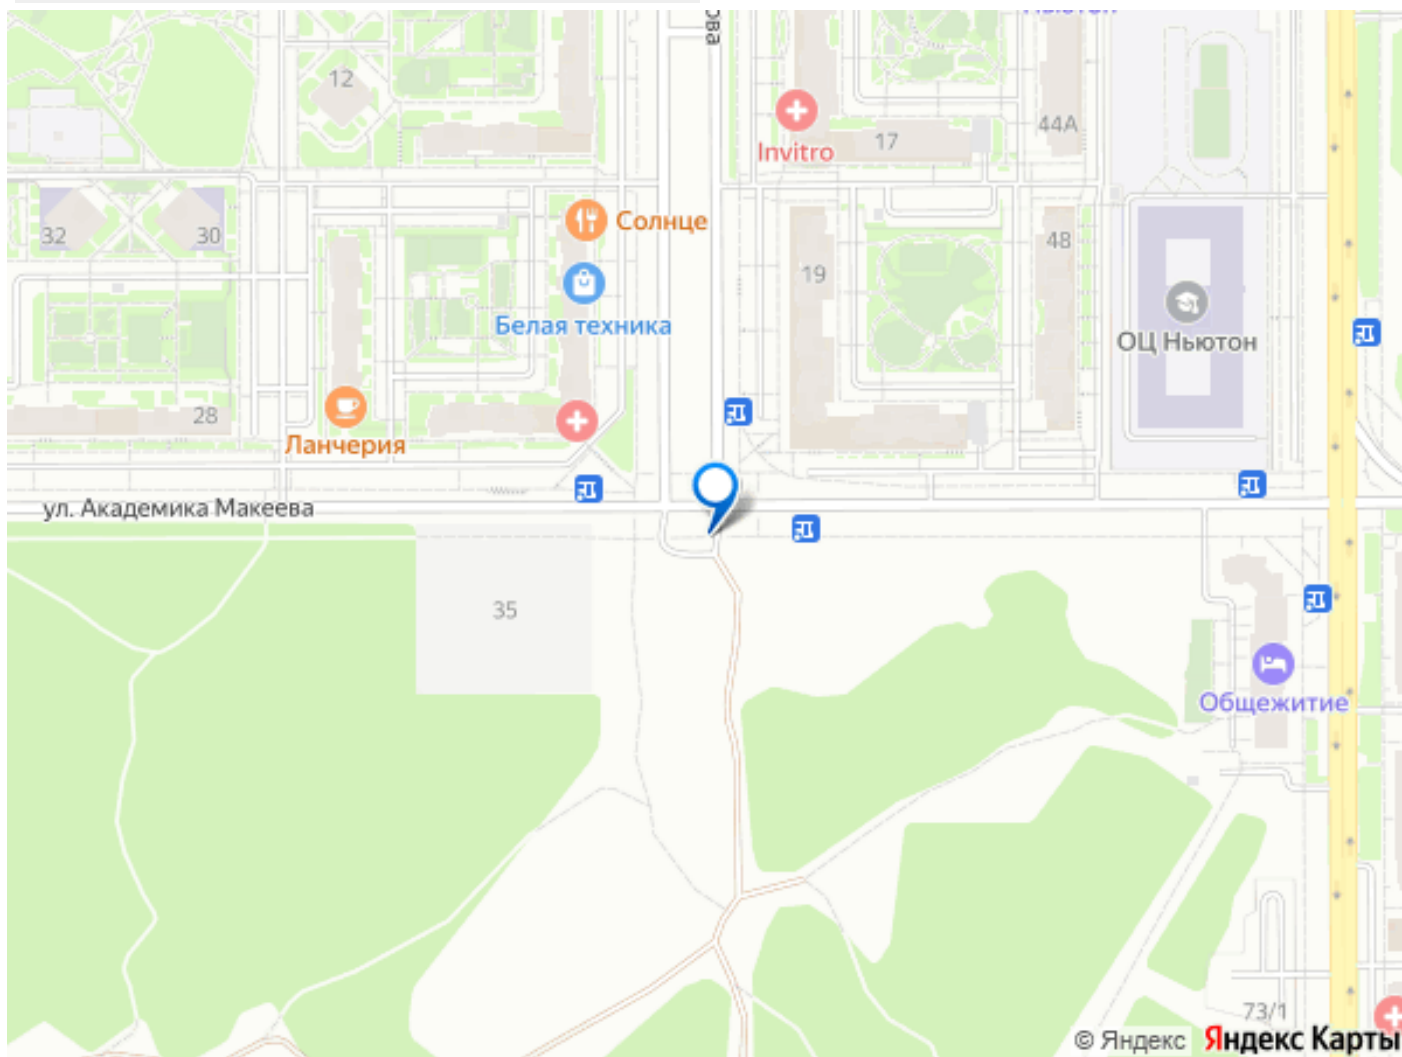 12
Invitro
17
44А
32
30
Солнце
19
48
Белая техника
ОЦ Ньютон
28
Ланчерия
ул. Академика Макеева
35
Общежитие
73/1
© Яндекс Яндекс Карты